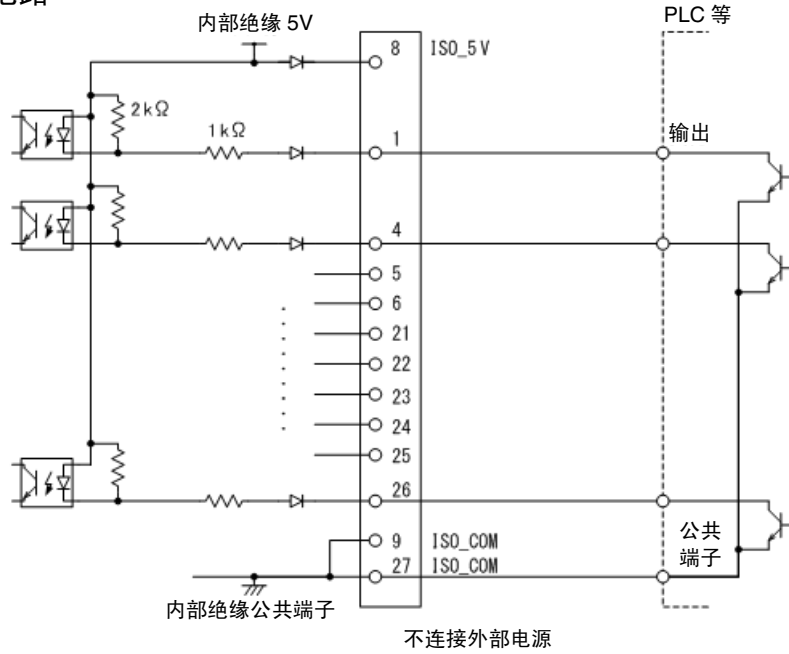 PLC 等
内部绝缘 5V
8 ISO_5V
2kΩ
1kΩ
1
输出
4
5
6
21
22
23
24
25
26
9 ISO_COM
27 ISO_COM
公共
端子
内部绝缘公共端子
不连接外部电源